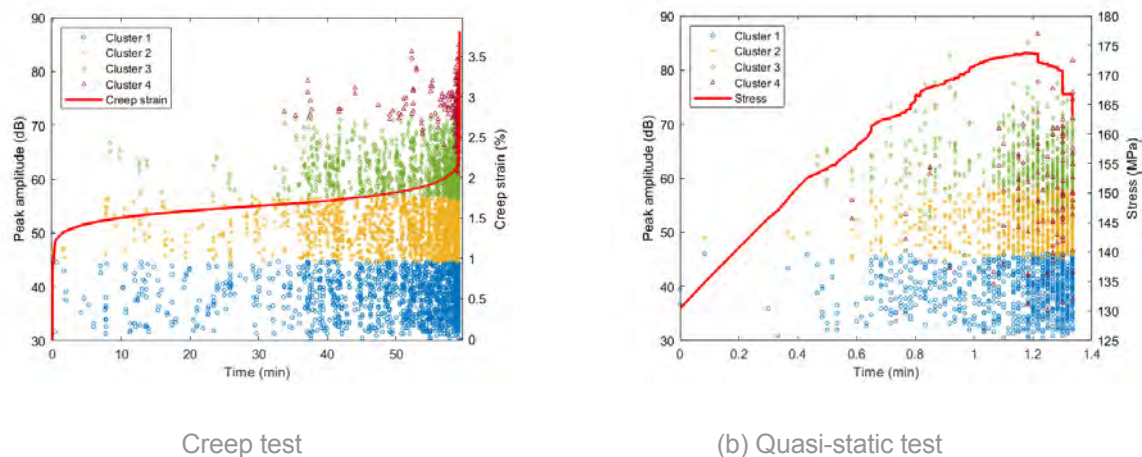 90
80
70
60
50
40
30
Peak amplitude (dB)
Cluster 1
Cluster 2
Cluster 3
Cluster 4
Creep strain
3.5
3
2.5
2
1.5
1
0.5
0
Creep strain (%)
0 10 20 30 40 50
Time (min)
90
80
70
60
50
40
30
Peak amplitude (dB)
Cluster 1
Cluster 2
Cluster 3
Cluster 4
Stress
180
175
170
165
160
155
150
145
140
135
130
125
Stress (MPa)
0 0.2 0.4 0.6 0.8 1 1.2 1.4
Time (min)
Creep test
(b) Quasi-static test